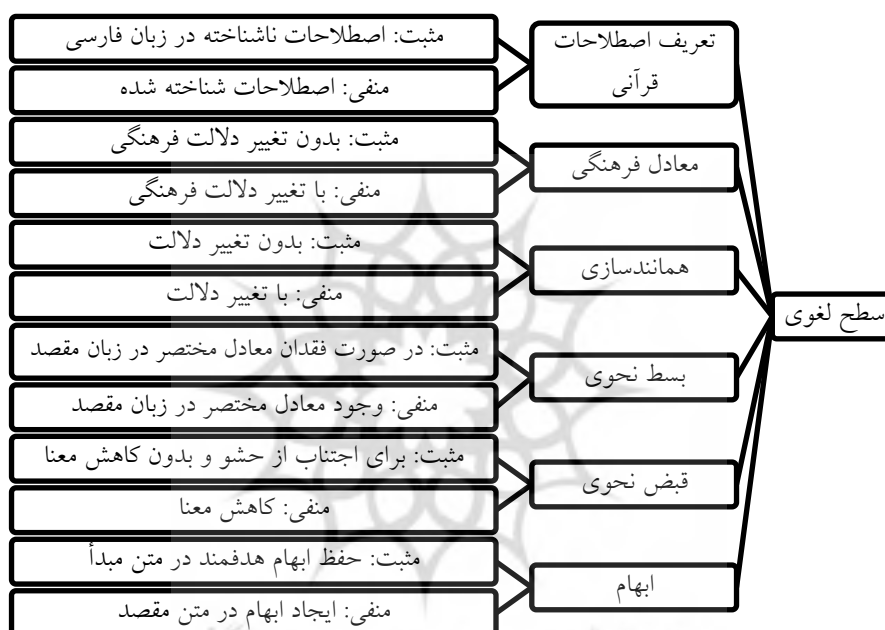 سطح لغوی
تعریف اصطلاحات
قرآنی
مثبت: اصطلاحات ناشناخته در زبان فارسی
منفی: اصطلاحات شناخته شده
معادل فرهنگی
مثبت: بدون تغییر دلالت فرهنگی
منفی: با تغییر دلالت فرهنگی
همانندسازی
مثبت: بدون تغییر دلالت
منفی: با تغییر دلالت
بسط نحوی
مثبت: در صورت فقدان معادل مختصر در زبان مقصد
منفی: وجود معادل مختصر در زبان مقصد
قبض نحوی
مثبت: برای اجتناب از حشو و بدون کاهش معنا
منفی: کاهش معنا
ابهام
مثبت: حفظ ابهام هدفمند در متن مبدأ
منفی: ایجاد ابهام در متن مقصد